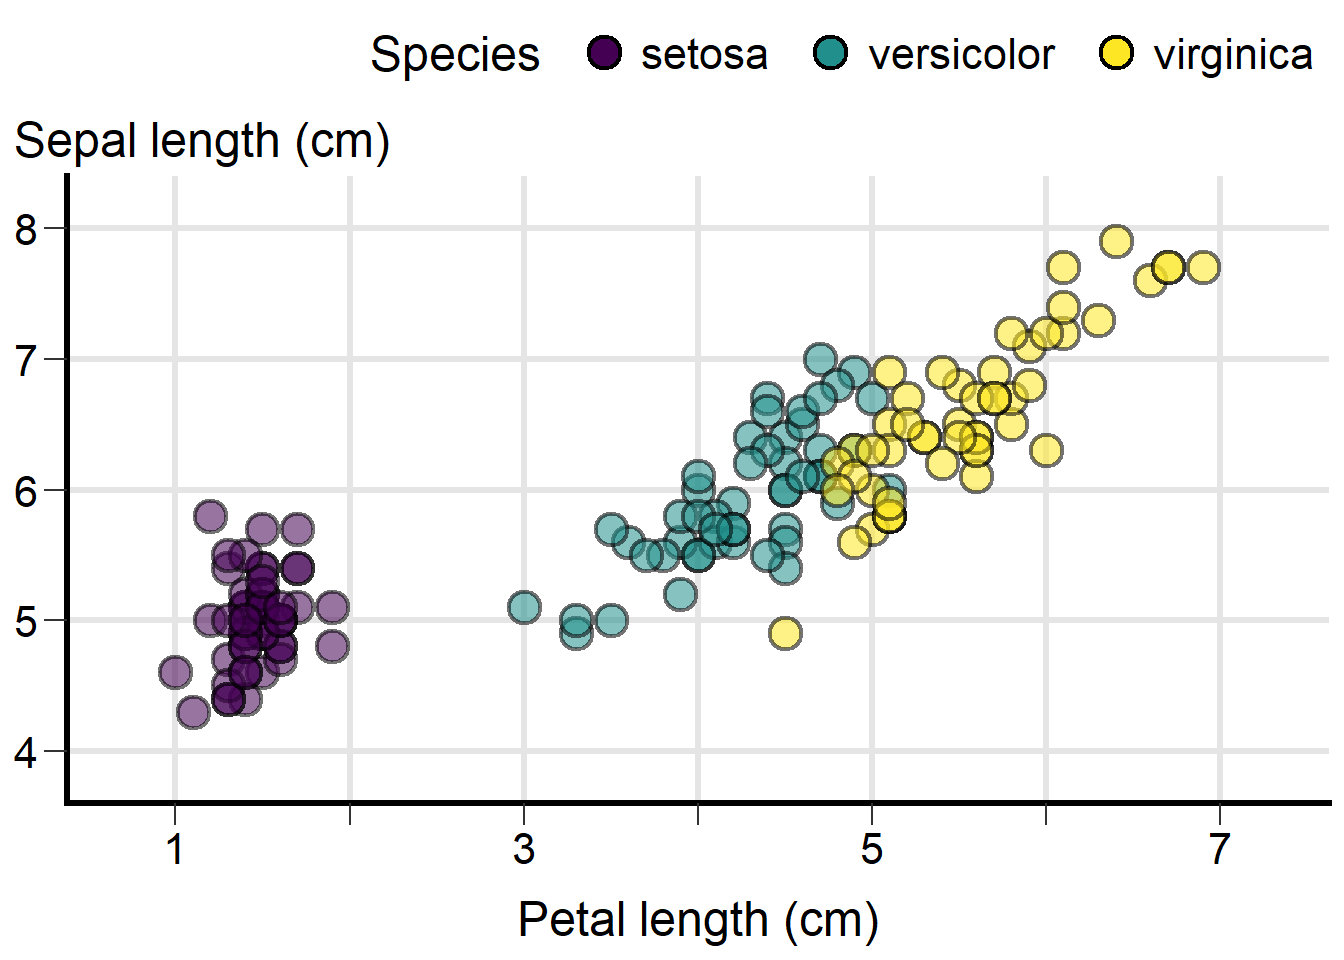 Species setosa versicolor virginica
Sepal length (cm)
8
7
6
5
4
1 3 5 7
Petal length (cm)